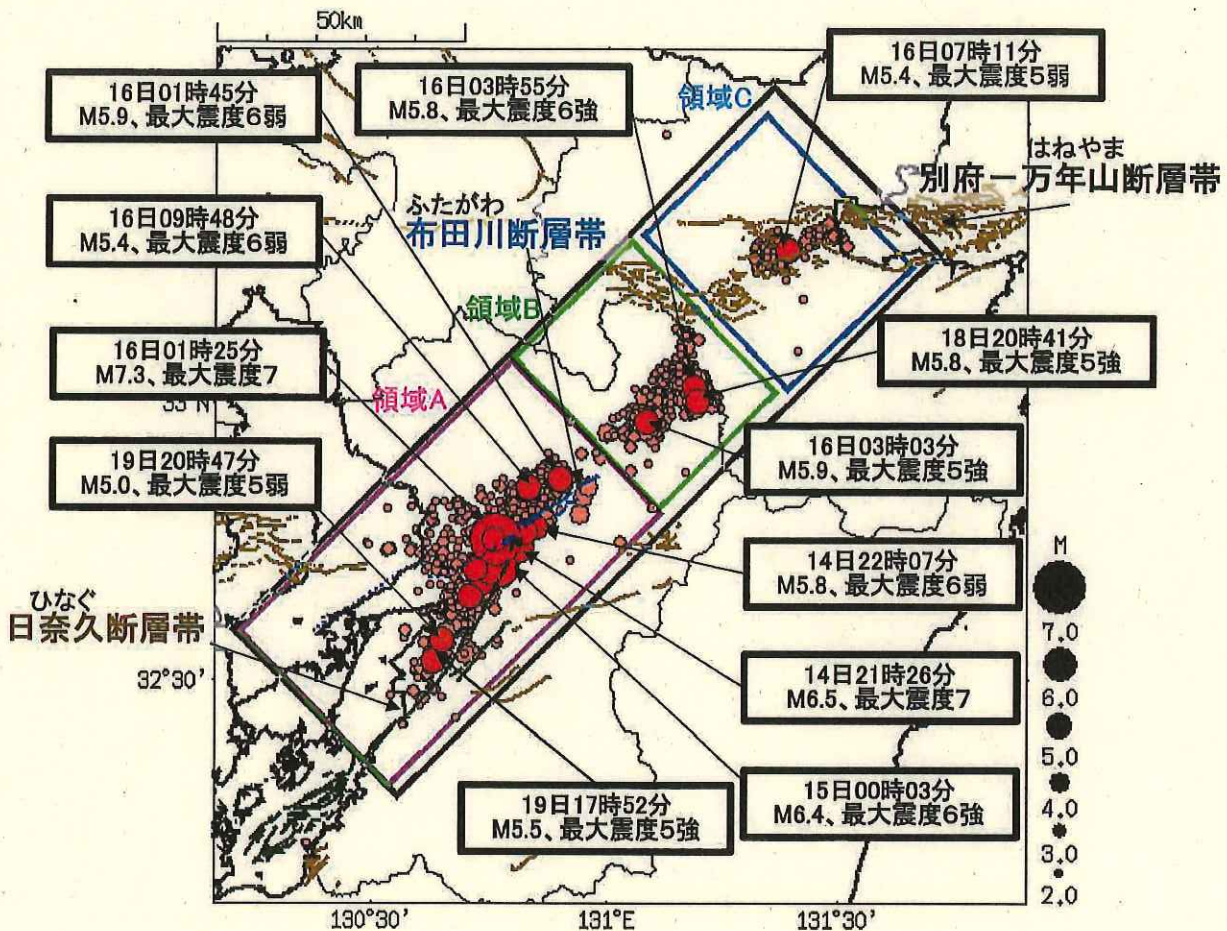 50km
16日01時45分
M5.9、最大震度6弱
16日03時55分
M5.8、最大震度6強
16日07時11分
M5.4、最大震度5弱
領域C
はねやま
別府－万年山断層帯
16日09時48分
M5.4、最大震度6弱
ふたがわ
布田川断層帯
領域B
16日01時25分
M7.3、最大震度7
18日20時41分
M5.8、最大震度5強
領域A
19日20時47分
M5.0、最大震度5弱
16日03時03分
M5.9、最大震度5強
14日22時07分
M5.8、最大震度6弱
ひなぐ
日奈久断層帯
32°30'
14日21時26分
M6.5、最大震度7
19日17時52分
M5.5、最大震度5強
15日00時03分
M6.4、最大震度6強
M
7.0
6.0
5.0
4.0
3.0
2.0
130°30'
131°E
131°30'